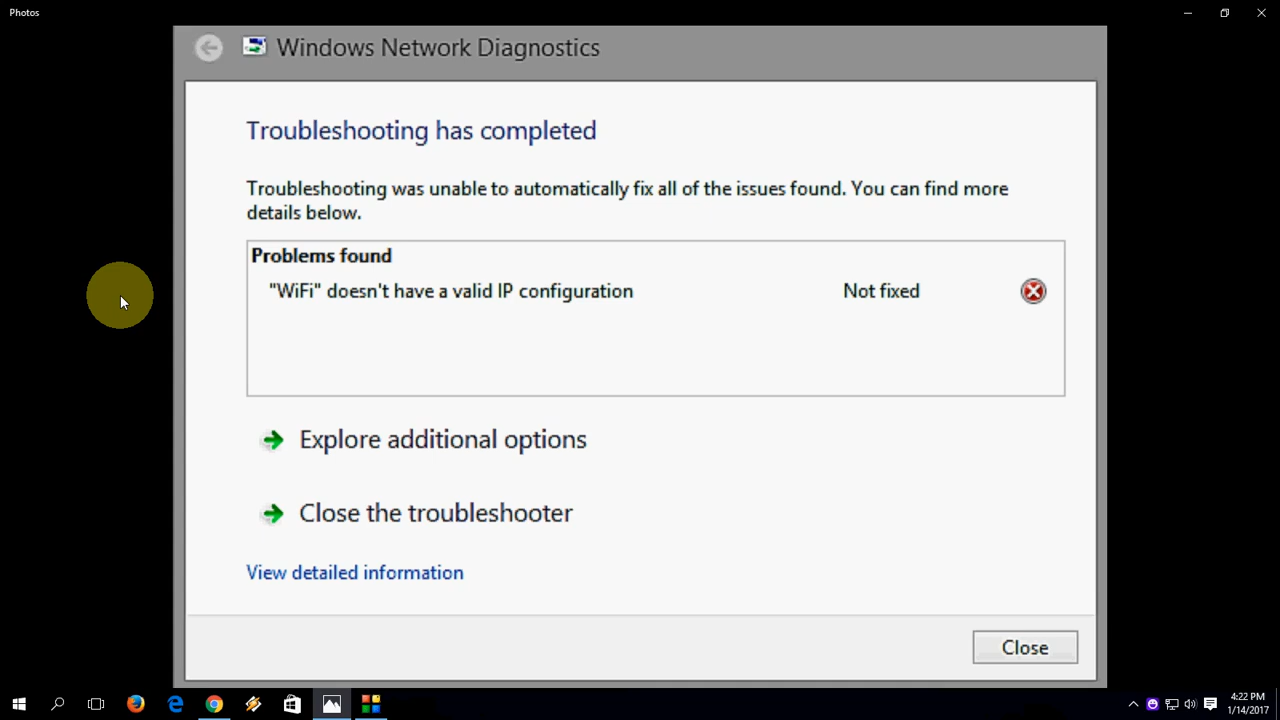 Photos
Windows Network Diagnostics
Troubleshooting has completed
Troubleshooting was unable to automatically fix all of the issues found. You can find more
details below.
Problems found
"WiFi" doesn't have a valid IP configuration Not fixed
Explore additional options
Close the troubleshooter
View detailed information
Close
4:22 PM
1/14/2017